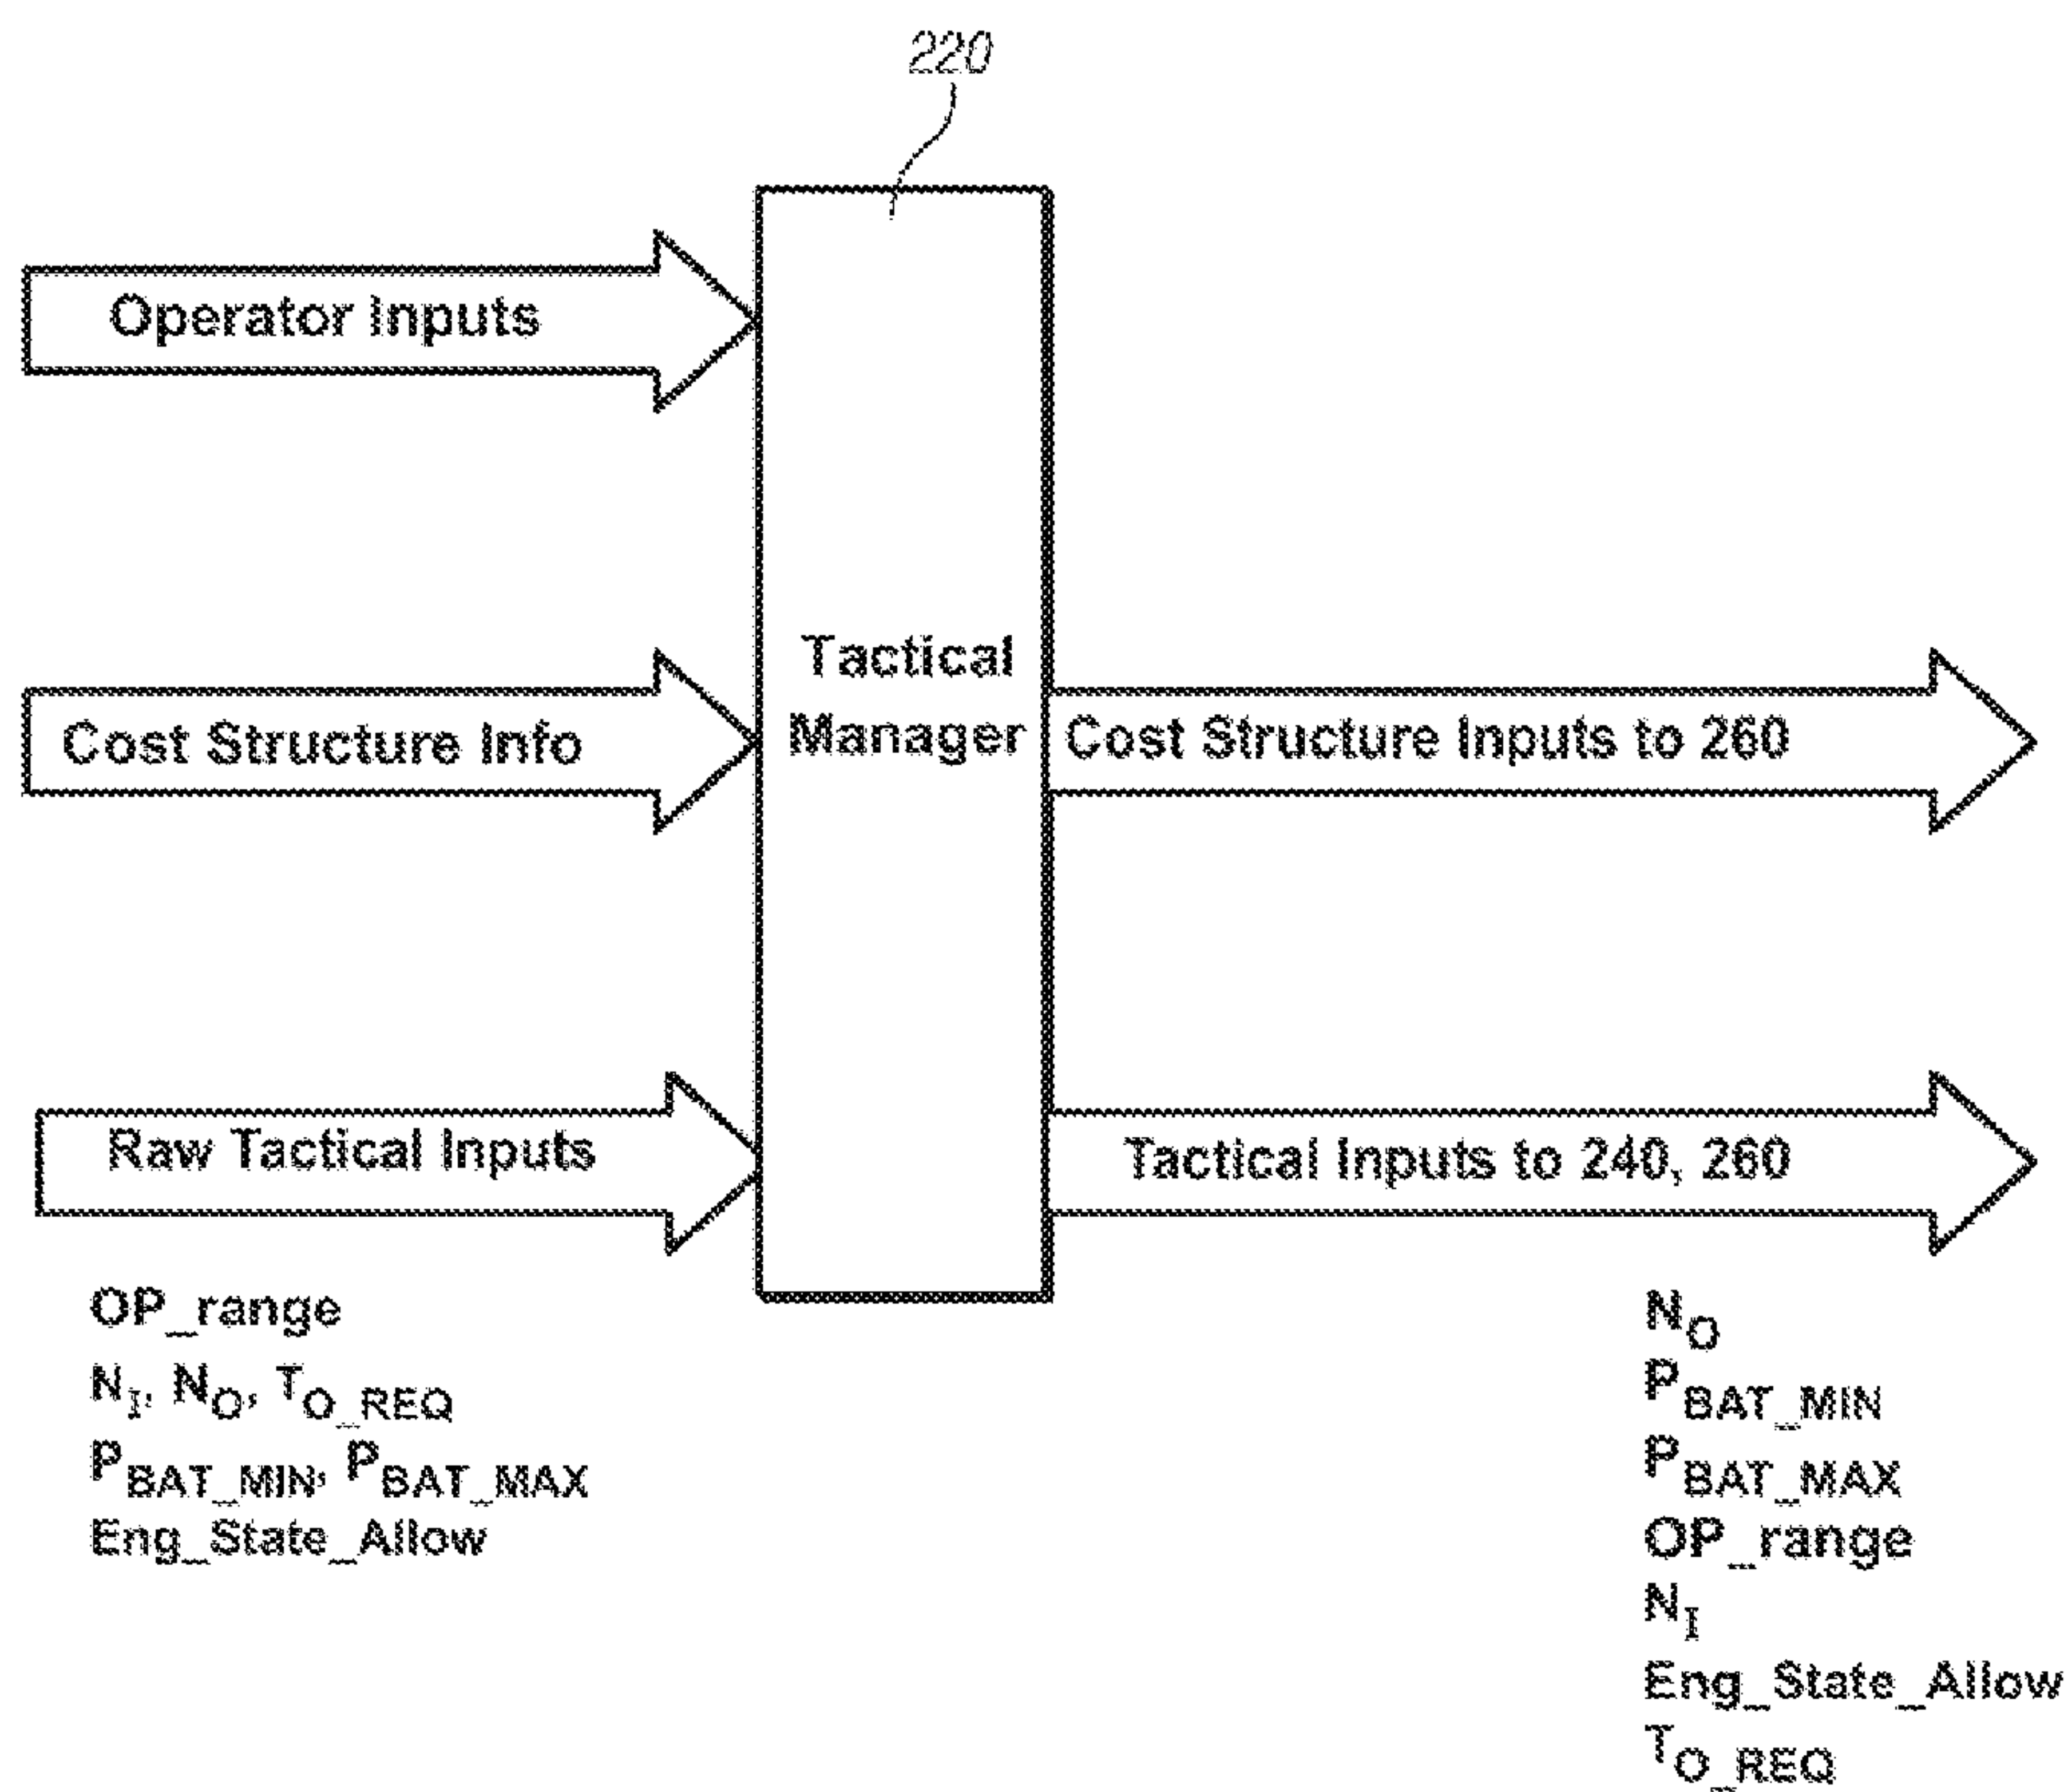 220
Operator Inputs
Tactical
Manager
Cost Structure Info
Cost Structure Inputs to 260
Raw Tactical Inputs
Tactical Inputs to 240, 260
OP_range
N_I, N_O, T_O_REQ
P_BAT_MIN, P_BAT_MAX
Eng_State_Allow
N_O
P_BAT_MIN
P_BAT_MAX
OP_range
N_I
Eng_State_Allow
T_O_REQ